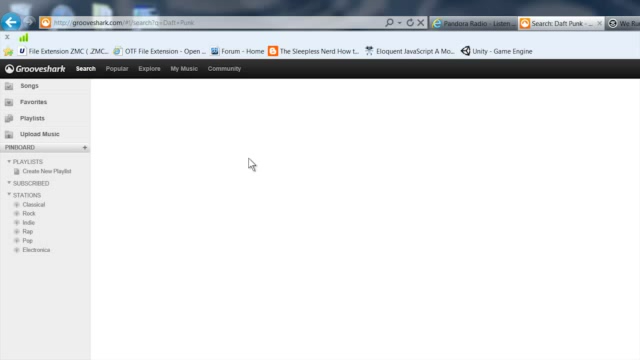 http://grooveshark.com/#!/search?q=Daft+Punk
Pandora Radio - Listen ...
Search: Daft Punk - ...
X
File Extension ZMC ( .ZMC...
OTF File Extension - Open ...
Forum - Home
The Sleepless Nerd How t...
Eloquent JavaScript A Mo...
Unity - Game Engine
Grooveshark Search Popular Explore My Music Community
Songs
Favorites
Playlists
Upload Music
PINBOARD +
PLAYLISTS
Create New Playlist
SUBSCRIBED
STATIONS
Classical
Rock
Indie
Rap
Pop
Electronica